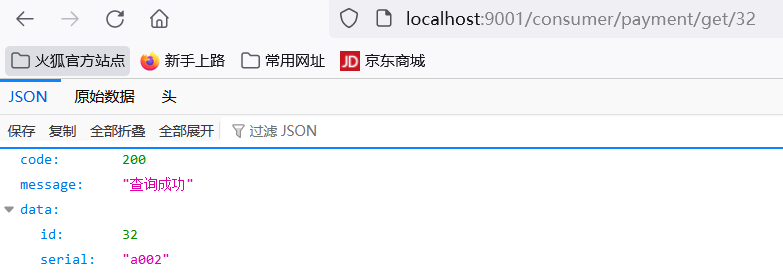 localhost:9001/consumer/payment/get/32
火狐官方站点 新手上路 常用网址 JD 京东商城
JSON 原始数据 头
保存 复制 全部折叠 全部展开 过滤 JSON
code: 200
message: "查询成功"
data:
id: 32
serial: "a002"